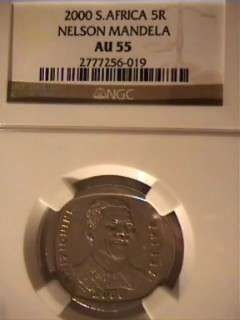 2000 S.AFRICA 5R
NELSON MANDELA
AU 55
2777256-019
NGC